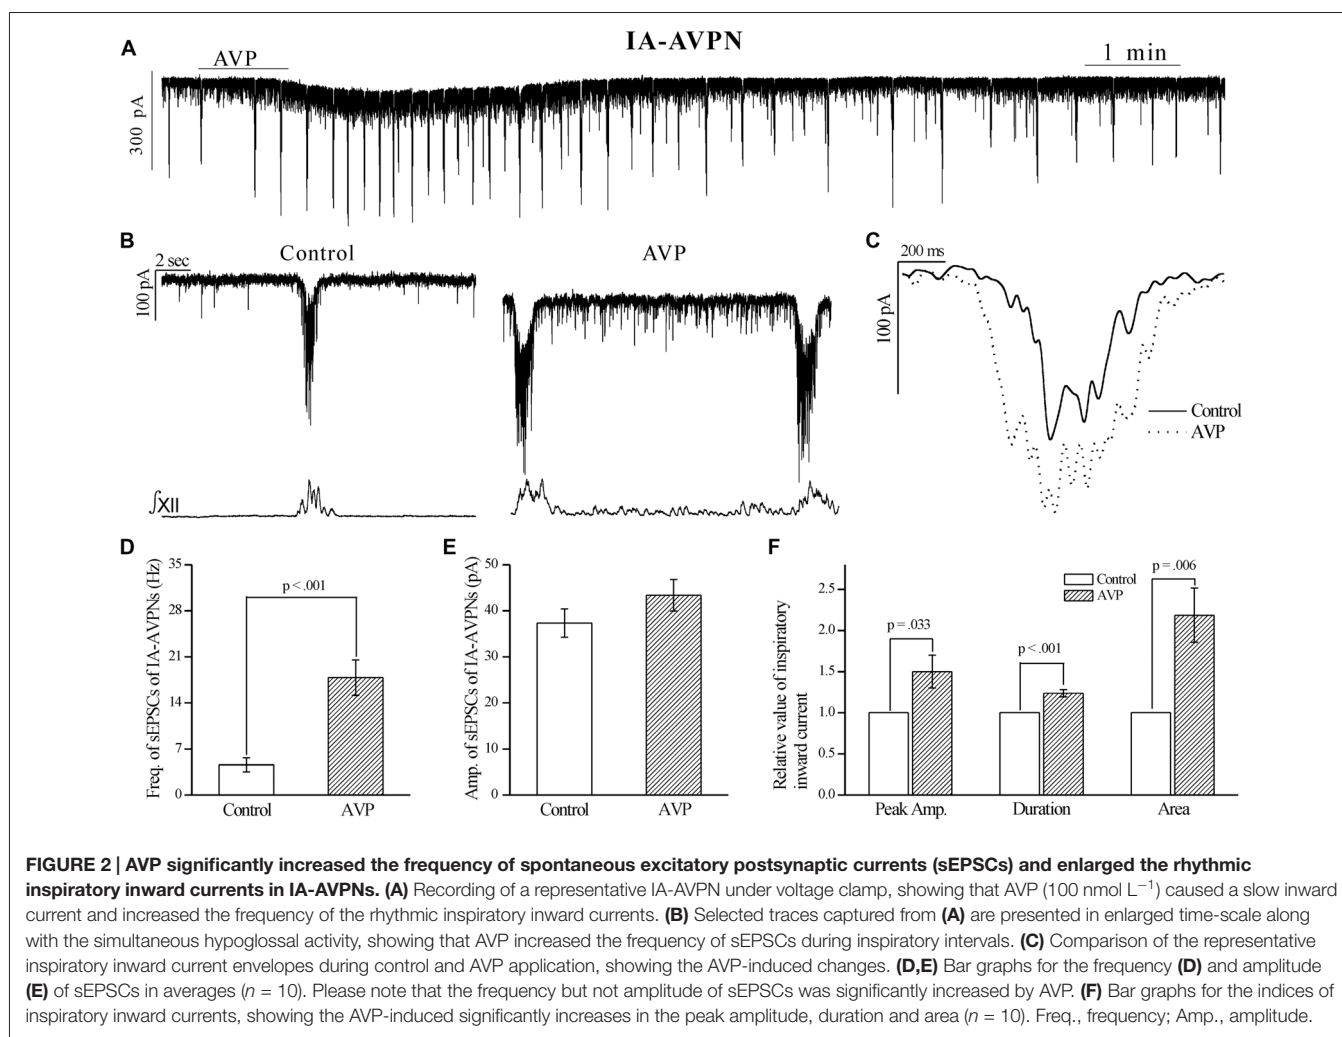 IA-AVPN
A
AVP
1 min
300 pA
B
Control
AVP
2 sec
100 pA
∫XII
C
200 ms
100 pA
Control
AVP
D
Freq. of sEPSCs of IA-AVPNs (Hz)
35
28
21
14
7
0
p < .001
Control
AVP
E
Amp. of sEPSCs of IA-AVPNs (pA)
50
40
30
20
10
0
Control
AVP
F
Relative value of inspiratory
inward current
2.5
2.0
1.5
1.0
0.5
0.0
Control
AVP
p = .033
p < .001
p = .006
Peak Amp.
Duration
Area
FIGURE 2 | AVP significantly increased the frequency of spontaneous excitatory postsynaptic currents (sEPSCs) and enlarged the rhythmic
inspiratory inward currents in IA-AVPNs. (A) Recording of a representative IA-AVPN under voltage clamp, showing that AVP (100 nmol L⁻¹) caused a slow inward
current and increased the frequency of the rhythmic inspiratory inward currents. (B) Selected traces captured from (A) are presented in enlarged time-scale along
with the simultaneous hypoglossal activity, showing that AVP increased the frequency of sEPSCs during inspiratory intervals. (C) Comparison of the representative
inspiratory inward current envelopes during control and AVP application, showing the AVP-induced changes. (D,E) Bar graphs for the frequency (D) and amplitude
(E) of sEPSCs in averages (n = 10). Please note that the frequency but not amplitude of sEPSCs was significantly increased by AVP. (F) Bar graphs for the indices of
inspiratory inward currents, showing the AVP-induced significantly increases in the peak amplitude, duration and area (n = 10). Freq., frequency; Amp., amplitude.